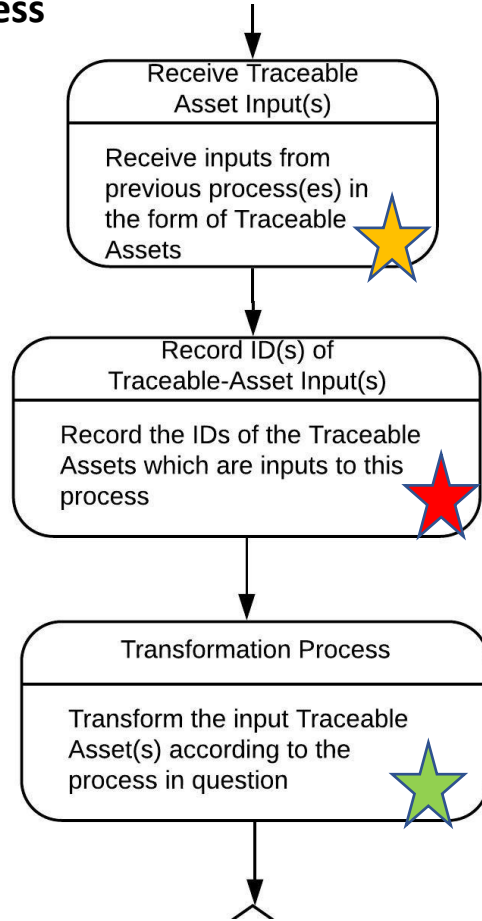 ess
Receive Traceable
Asset Input(s)
Receive inputs from
previous process(es) in
the form of Traceable
Assets
Record ID(s) of
Traceable-Asset Input(s)
Record the IDs of the Traceable
Assets which are inputs to this
process
Transformation Process
Transform the input Traceable
Asset(s) according to the
process in question